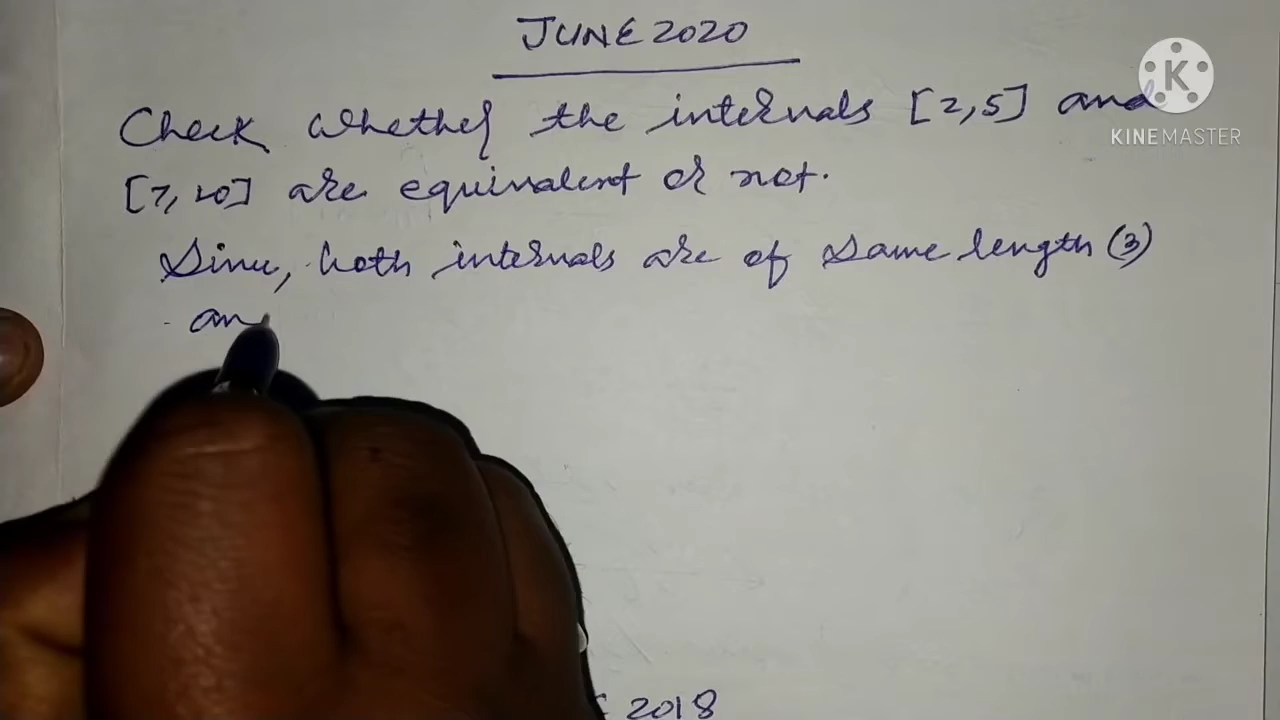 JUNE 2020
Check whether the intervals [2,5] and
[7,10] are equivalent or not.
Since, both intervals are of same length (3)
an
2018
K
KINEMASTER